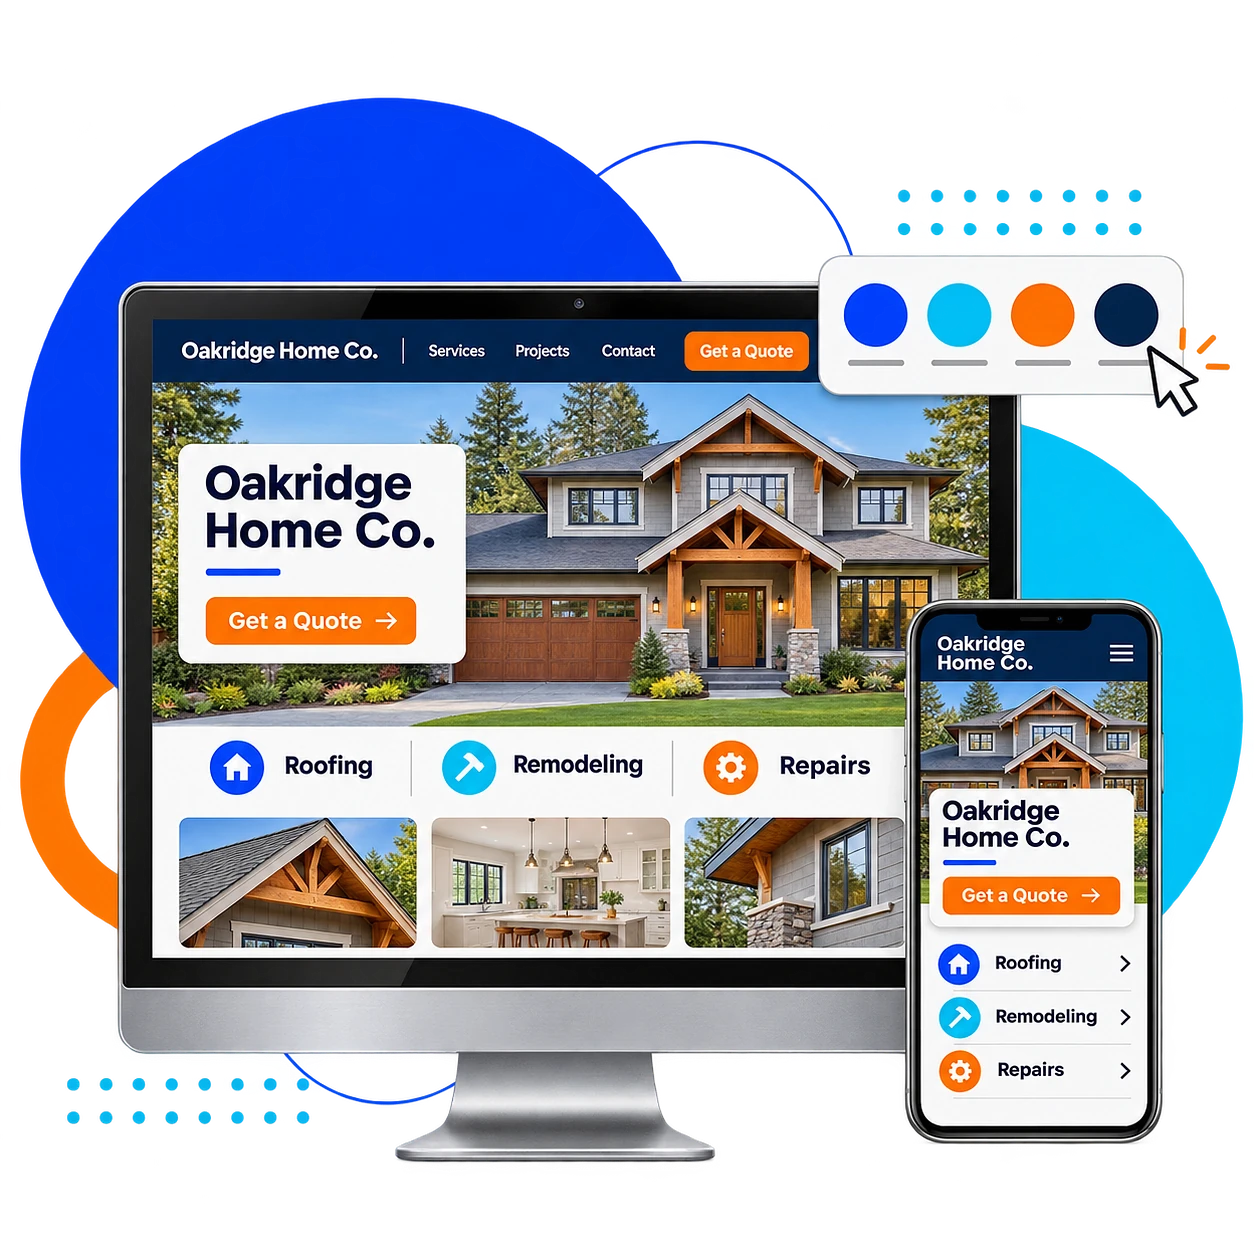 Oakridge Home Co.
Services
Projects
Contact
Get a Quote
Oakridge
Home Co.
Get a Quote
Roofing
Remodeling
Repairs
Oakridge
Home Co.
Oakridge
Home Co.
Get a Quote
Roofing
Remodeling
Repairs